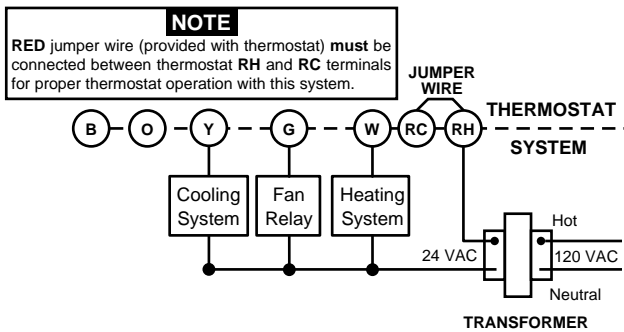 NOTE
RED jumper wire (provided with thermostat) must be
connected between thermostat RH and RC terminals
for proper thermostat operation with this system.
JUMPER
WIRE
B O Y G W RC RH
THERMOSTAT
SYSTEM
Cooling
System
Fan
Relay
Heating
System
Hot
24 VAC
120 VAC
Neutral
TRANSFORMER